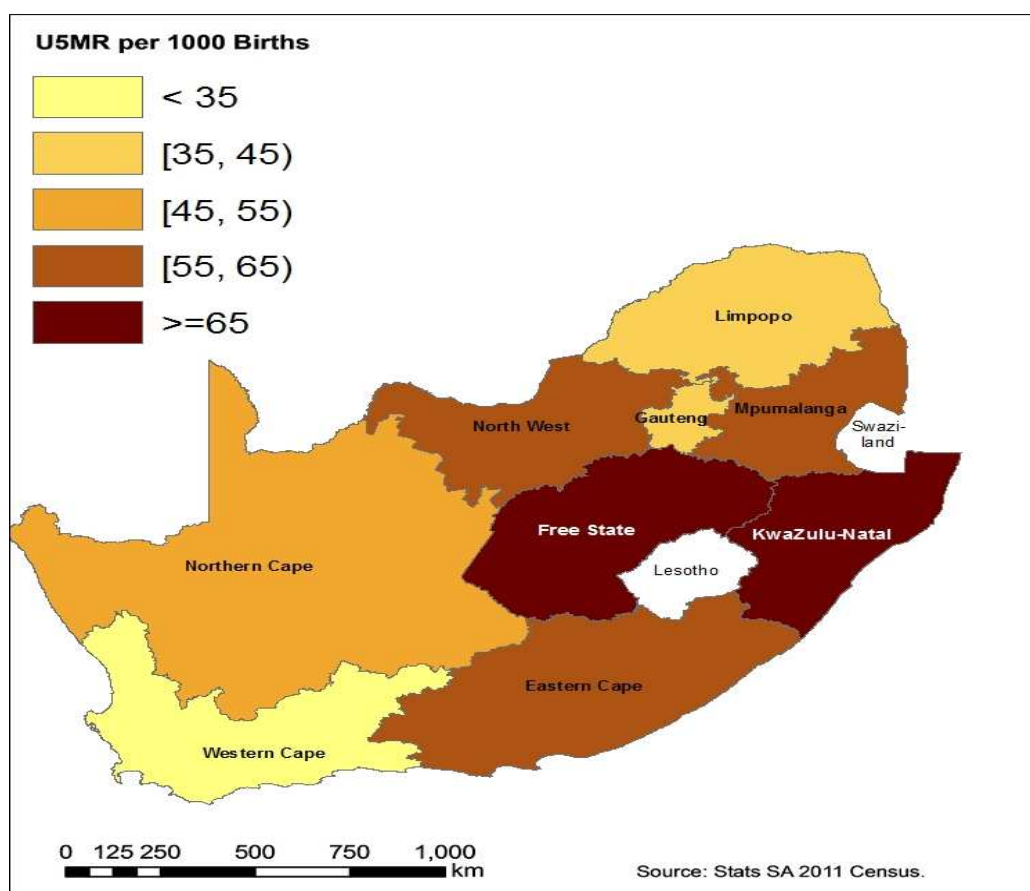 U5MR per 1000 Births
< 35
[35, 45)
[45, 55)
[55, 65)
>=65
Limpopo
Mpumalanga
Gauteng
North West
Swazi-
land
Free State
KwaZulu-Natal
Lesotho
Northern Cape
Eastern Cape
Western Cape
0 125 250 500 750 1,000
km
Source: Stats SA 2011 Census.